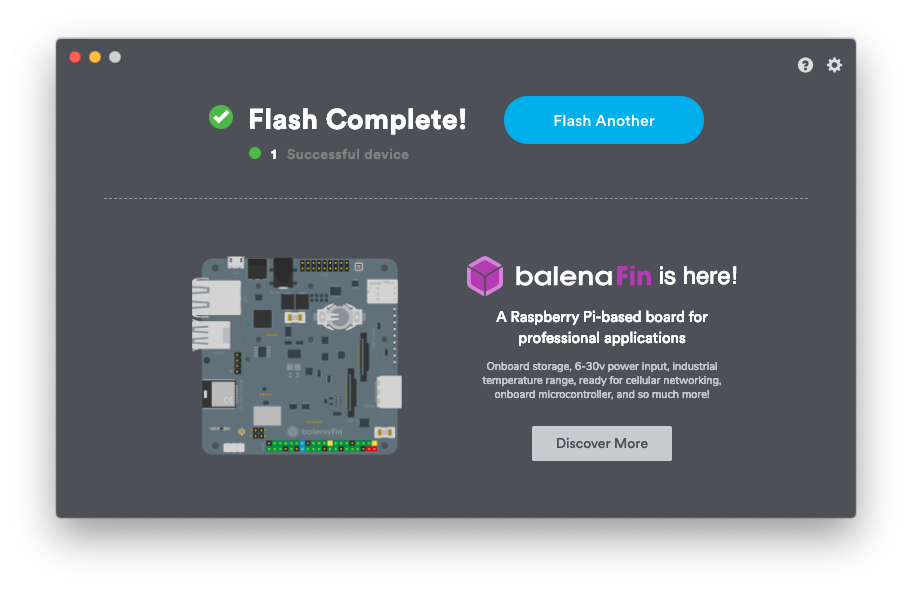 Flash Complete!
Flash Another
1 Successful device
balenaFin is here!
A Raspberry Pi-based board for
professional applications
Onboard storage, 6-30v power input, industrial
temperature range, ready for cellular networking,
onboard microcontroller, and so much more!
balenaFin
Discover More